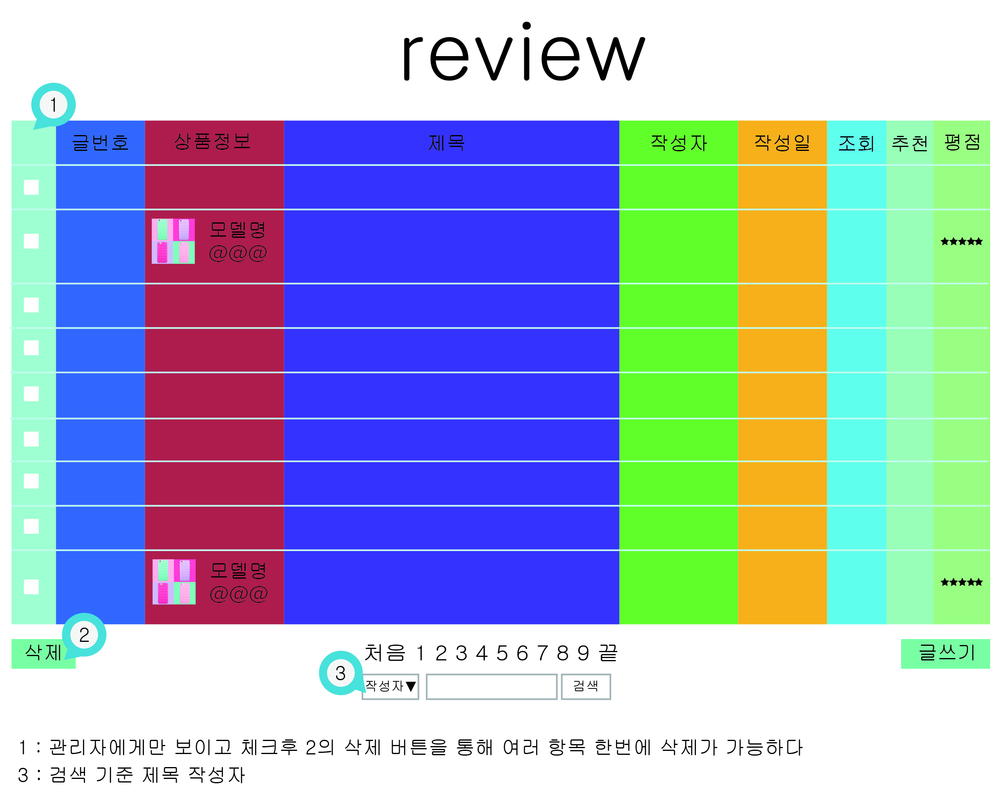 review
1
글번호 상품정보 제목 작성자 작성일 조회 추천 평점
모델명
@@@
★★★★★
모델명
@@@
★★★★★
2
삭제
처음 1 2 3 4 5 6 7 8 9 끝
글쓰기
3
작성자▼
검색
1 : 관리자에게만 보이고 체크후 2의 삭제 버튼을 통해 여러 항목 한번에 삭제가 가능하다
3 : 검색 기준 제목 작성자